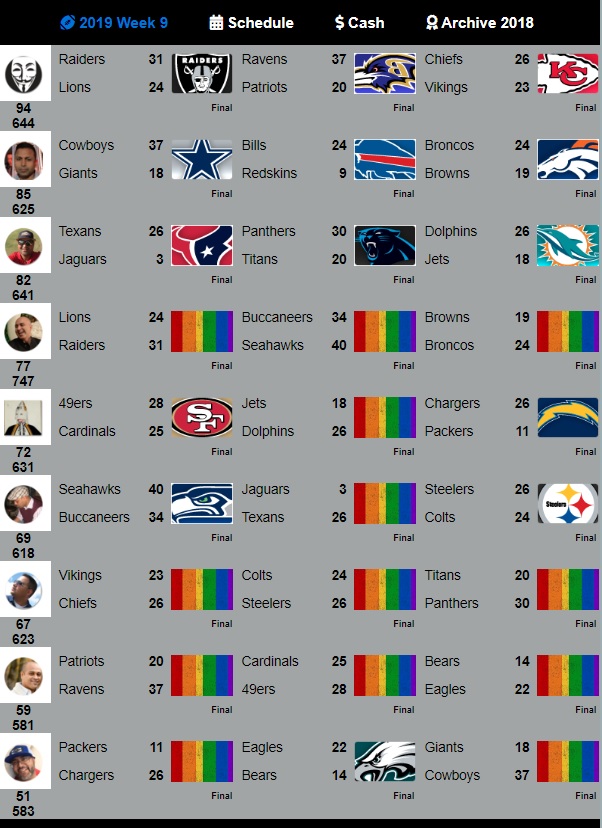 2019 Week 9 Schedule $ Cash Archive 2018
Raiders 31 RAIDERS Ravens 37 Chiefs 26 KC
Lions 24 Patriots 20 Vikings 23
94 Final Final Final
644
Cowboys 37 Bills 24 Broncos 24
Giants 18 Redskins 9 Browns 19
85 Final Final Final
625
Texans 26 Panthers 30 Dolphins 26
Jaguars 3 Titans 20 Jets 18
82 Final Final Final
641
Lions 24 Buccaneers 34 Browns 19
Raiders 31 Seahawks 40 Broncos 24
77 Final Final Final
747
49ers 28 SF Jets 18 Chargers 26
Cardinals 25 Dolphins 26 Packers 11
72 Final Final Final
631
Seahawks 40 Jaguars 3 Steelers 26 Steelers
Buccaneers 34 Texans 26 Colts 24
69 Final Final Final
618
Vikings 23 Colts 24 Titans 20
Chiefs 26 Steelers 26 Panthers 30
67 Final Final Final
623
Patriots 20 Cardinals 25 Bears 14
Ravens 37 49ers 28 Eagles 22
59 Final Final Final
581
Packers 11 Eagles 22 Giants 18
Chargers 26 Bears 14 Cowboys 37
51 Final Final Final
583